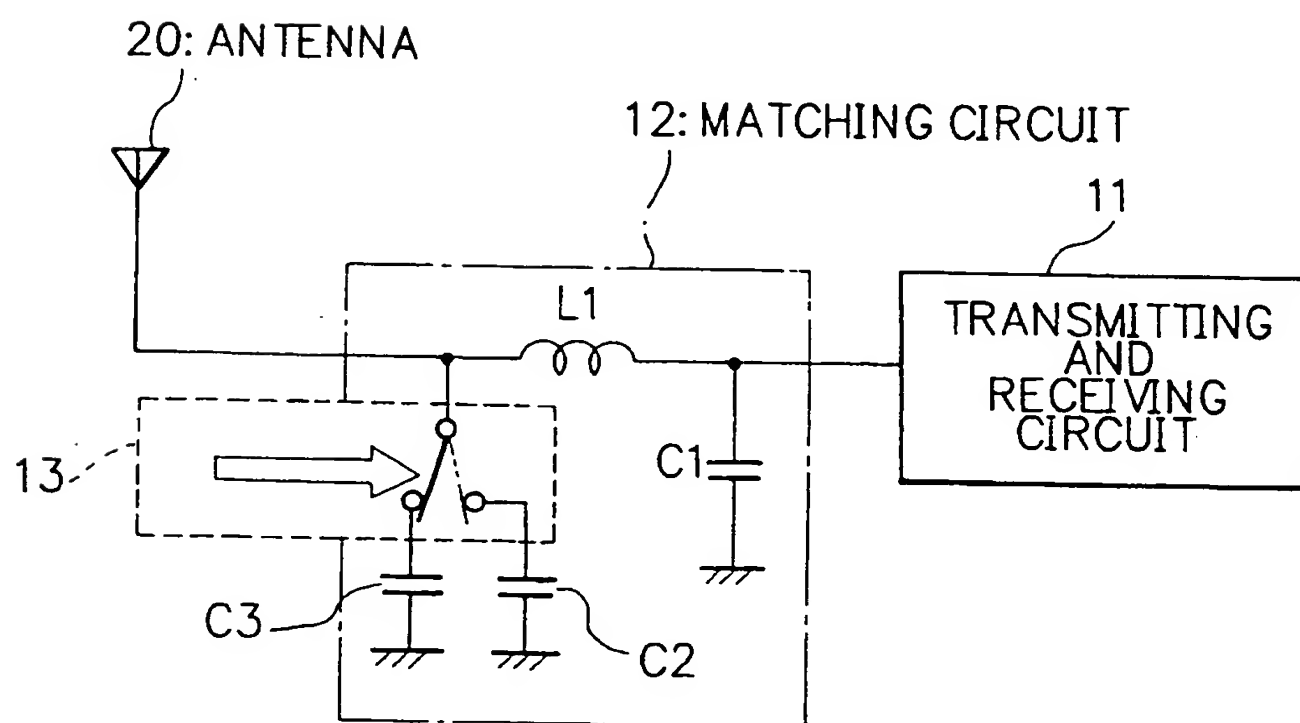 20: ANTENNA
12: MATCHING CIRCUIT
11
L1
TRANSMITTING
AND
RECEIVING
CIRCUIT
13
C1
C3
C2